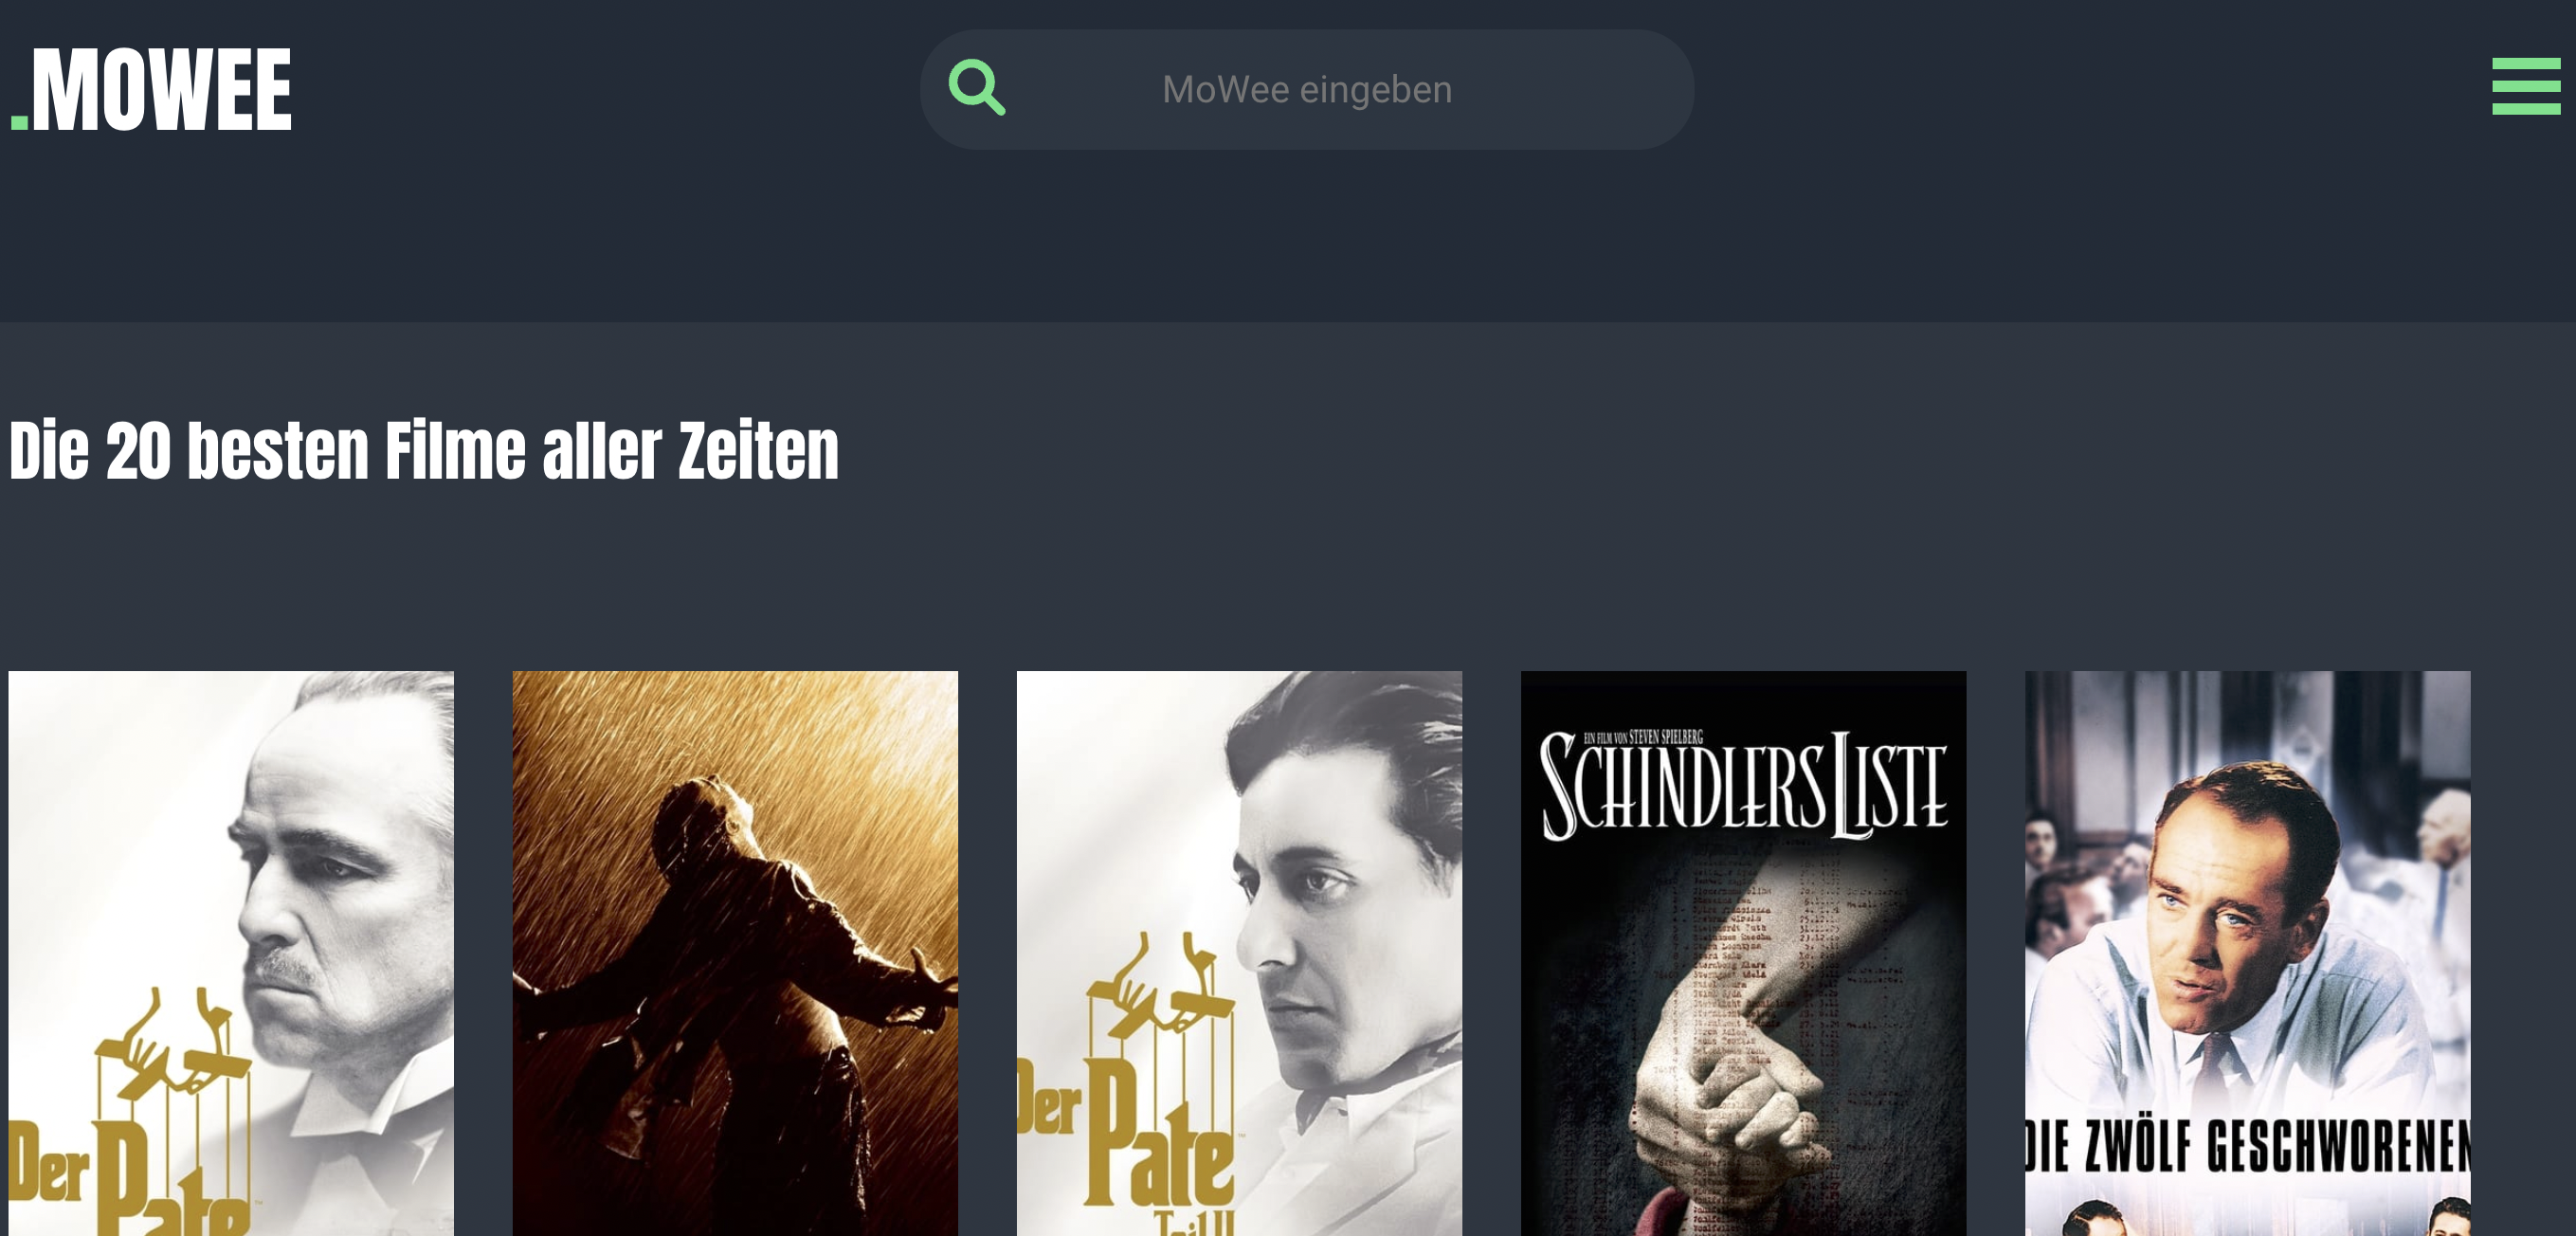 .MOWEE
MoWee eingeben
Die 20 besten Filme aller Zeiten
Der Pate
Der Pate
Teil II
EIN FILM VON STEVEN SPIELBERG
SCHINDLERS LISTE
DIE ZWÖLF GESCHWORENEN